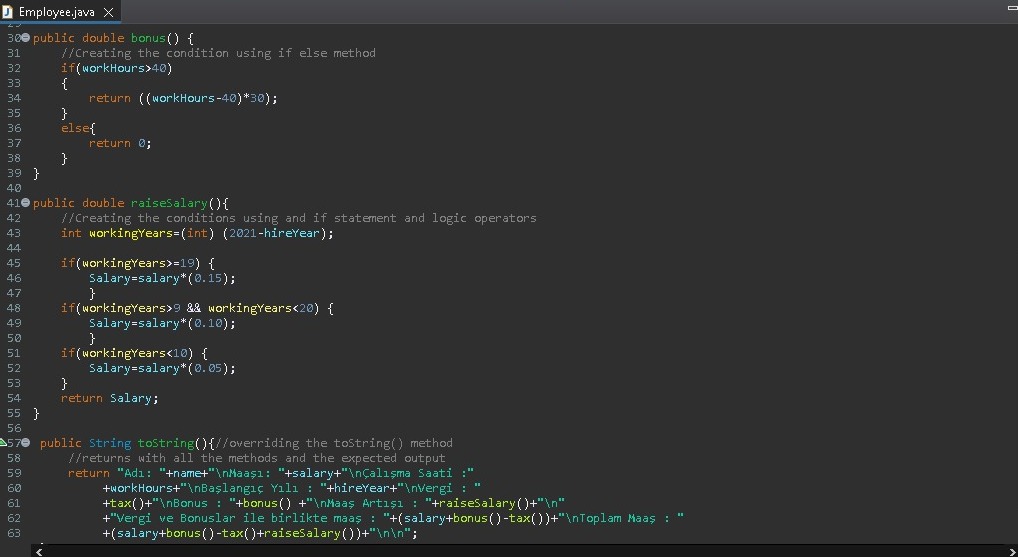 Employee.java
29
30 public double bonus() {
31 //Creating the condition using if else method
32 if(workHours>40)
33 {
34 return ((workHours-40)*30);
35 }
36 else{
37 return 0;
38 }
39 }
40
41 public double raiseSalary(){
42 //Creating the conditions using and if statement and logic operators
43 int workingYears=(int) (2021-hireYear);
44
45 if(workingYears>=19) {
46 Salary=salary*(0.15);
47 }
48 if(workingYears>9 && workingYears<20) {
49 Salary=salary*(0.10);
50 }
51 if(workingYears<10) {
52 Salary=salary*(0.05);
53 }
54 return Salary;
55 }
56
57 public String toString(){//overriding the toString() method
58 //returns with all the methods and the expected output
59 return "Adı: "+name+"\nMaaşı: "+salary+"\nÇalışma Saati :"
60 +workHours+"\nBaşlangıç Yılı : "+hireYear+"\nVergi : "
61 +tax()+"\nBonus : "+bonus() +"\nMaaş Artışı : "+raiseSalary()+"\n"
62 +"Vergi ve Bonuslar ile birlikte maaş : "+(salary+bonus()-tax())+"\nToplam Maaş : "
63 +(salary+bonus()-tax()+raiseSalary())+"\n\n";